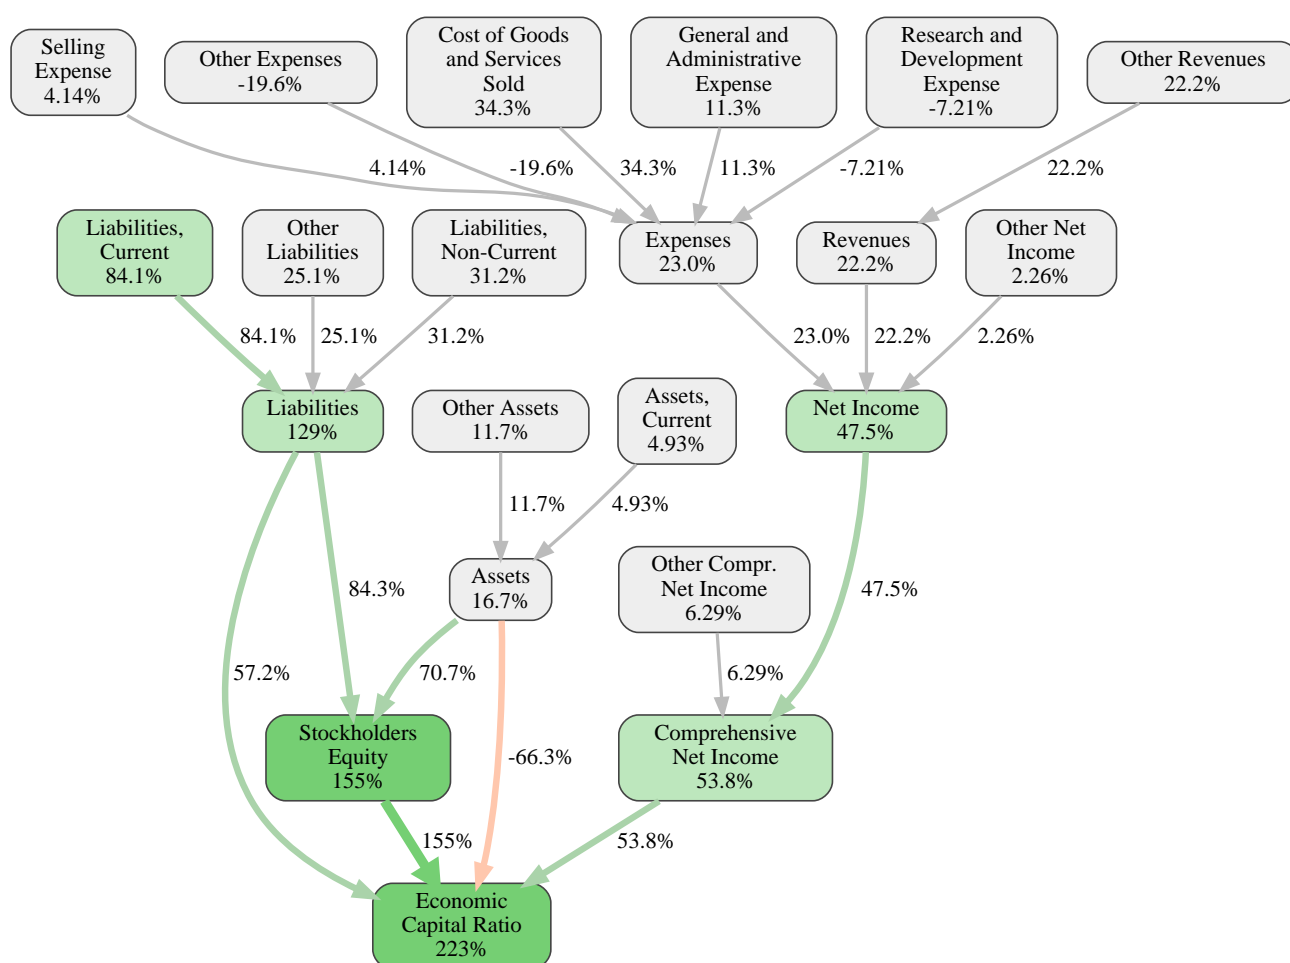 Selling
Expense
4.14%
Other Expenses
-19.6%
Cost of Goods
and Services
Sold
34.3%
General and
Administrative
Expense
11.3%
Research and
Development
Expense
-7.21%
Other Revenues
22.2%
4.14%
-19.6%
34.3%
11.3%
-7.21%
22.2%
Liabilities,
Current
84.1%
Other
Liabilities
25.1%
Liabilities,
Non-Current
31.2%
Expenses
23.0%
Revenues
22.2%
Other Net
Income
2.26%
84.1%
25.1%
31.2%
23.0%
22.2%
2.26%
Liabilities
129%
Other Assets
11.7%
Assets,
Current
4.93%
Net Income
47.5%
11.7%
4.93%
Assets
16.7%
Other Compr.
Net Income
6.29%
84.3%
47.5%
57.2%
70.7%
6.29%
Stockholders
Equity
155%
-66.3%
Comprehensive
Net Income
53.8%
155%
53.8%
Economic
Capital Ratio
223%